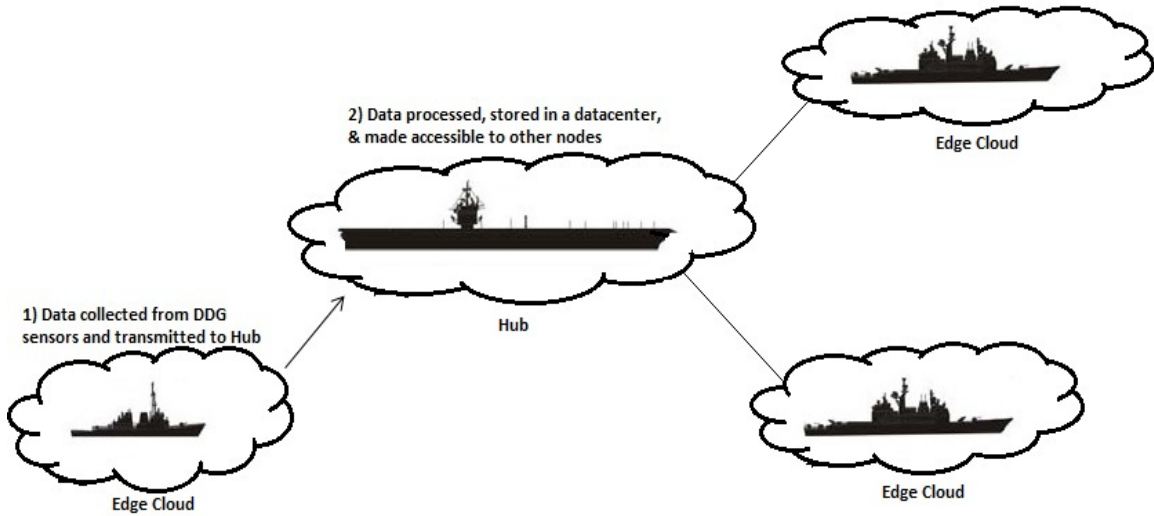 2) Data processed, stored in a datacenter,
& made accessible to other nodes
Edge Cloud
Hub
1) Data collected from DDG
sensors and transmitted to Hub
Edge Cloud
Edge Cloud